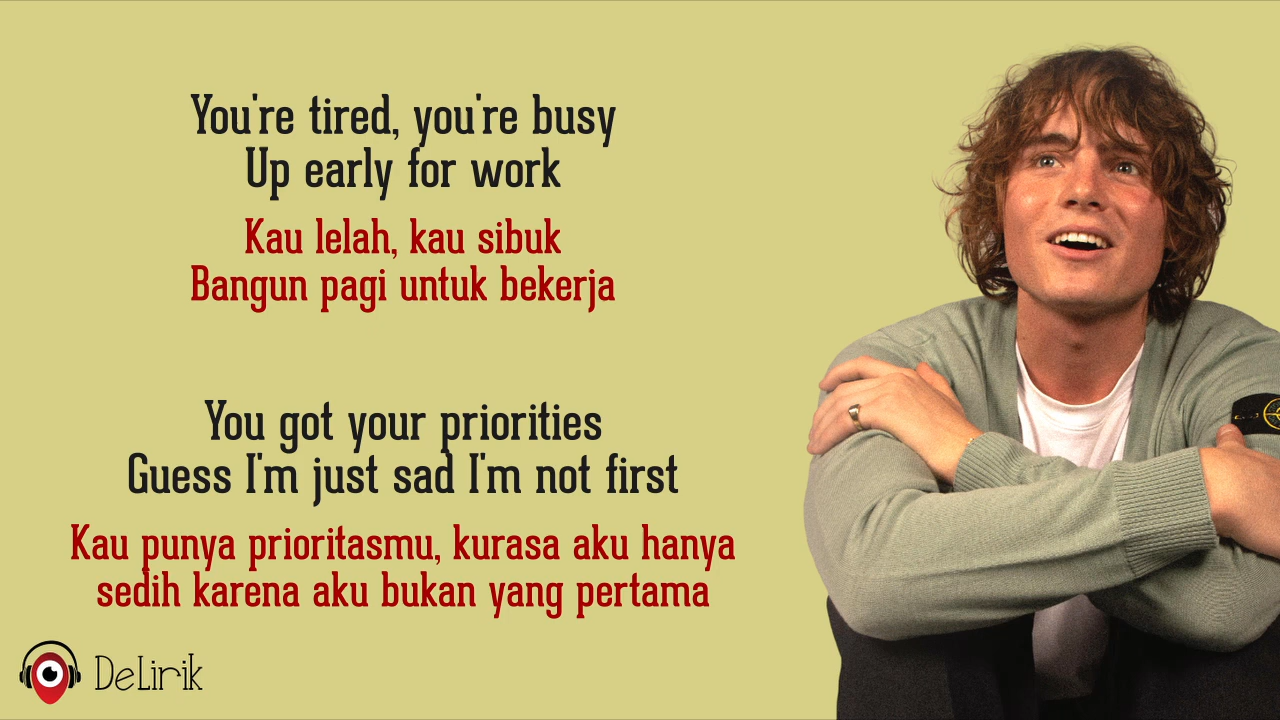 You're tired, you're busy
Up early for work
Kau lelah, kau sibuk
Bangun pagi untuk bekerja
You got your priorities
Guess I'm just sad I'm not first
Kau punya prioritasmu, kurasa aku hanya
sedih karena aku bukan yang pertama
DeLirik